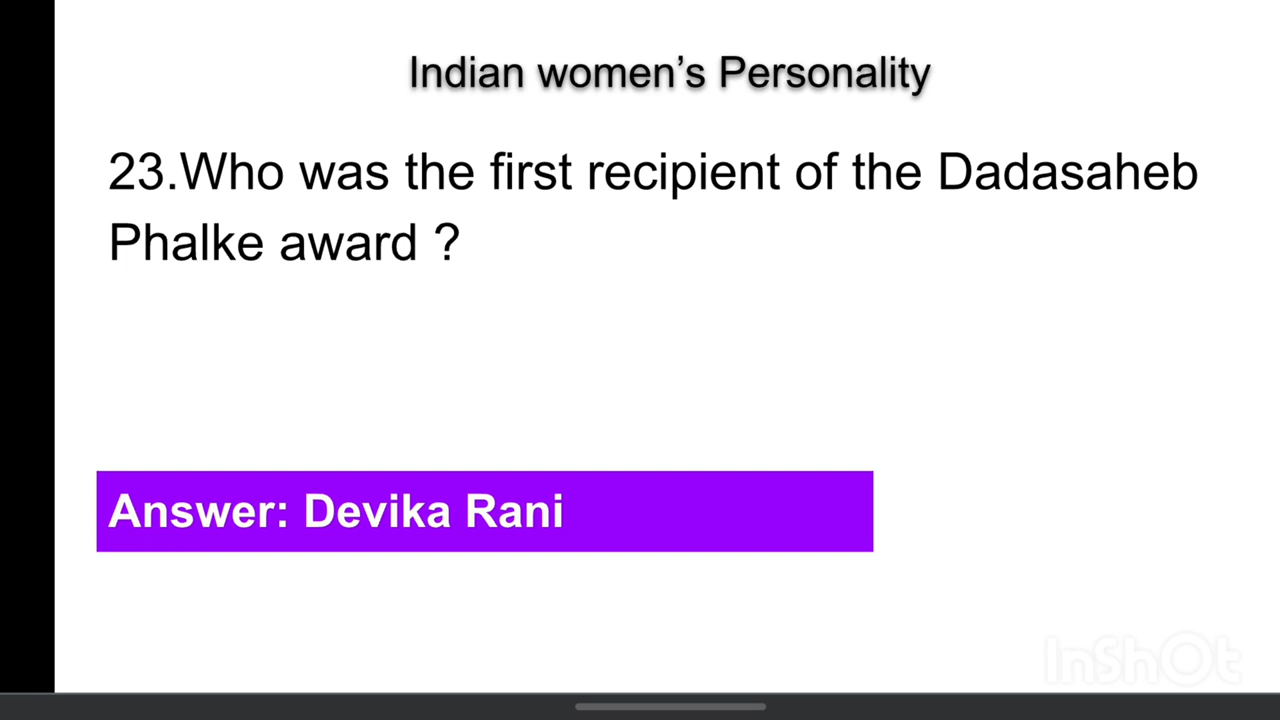 Indian women’s Personality
23.Who was the first recipient of the Dadasaheb
Phalke award ?
Answer: Devika Rani
InShOt